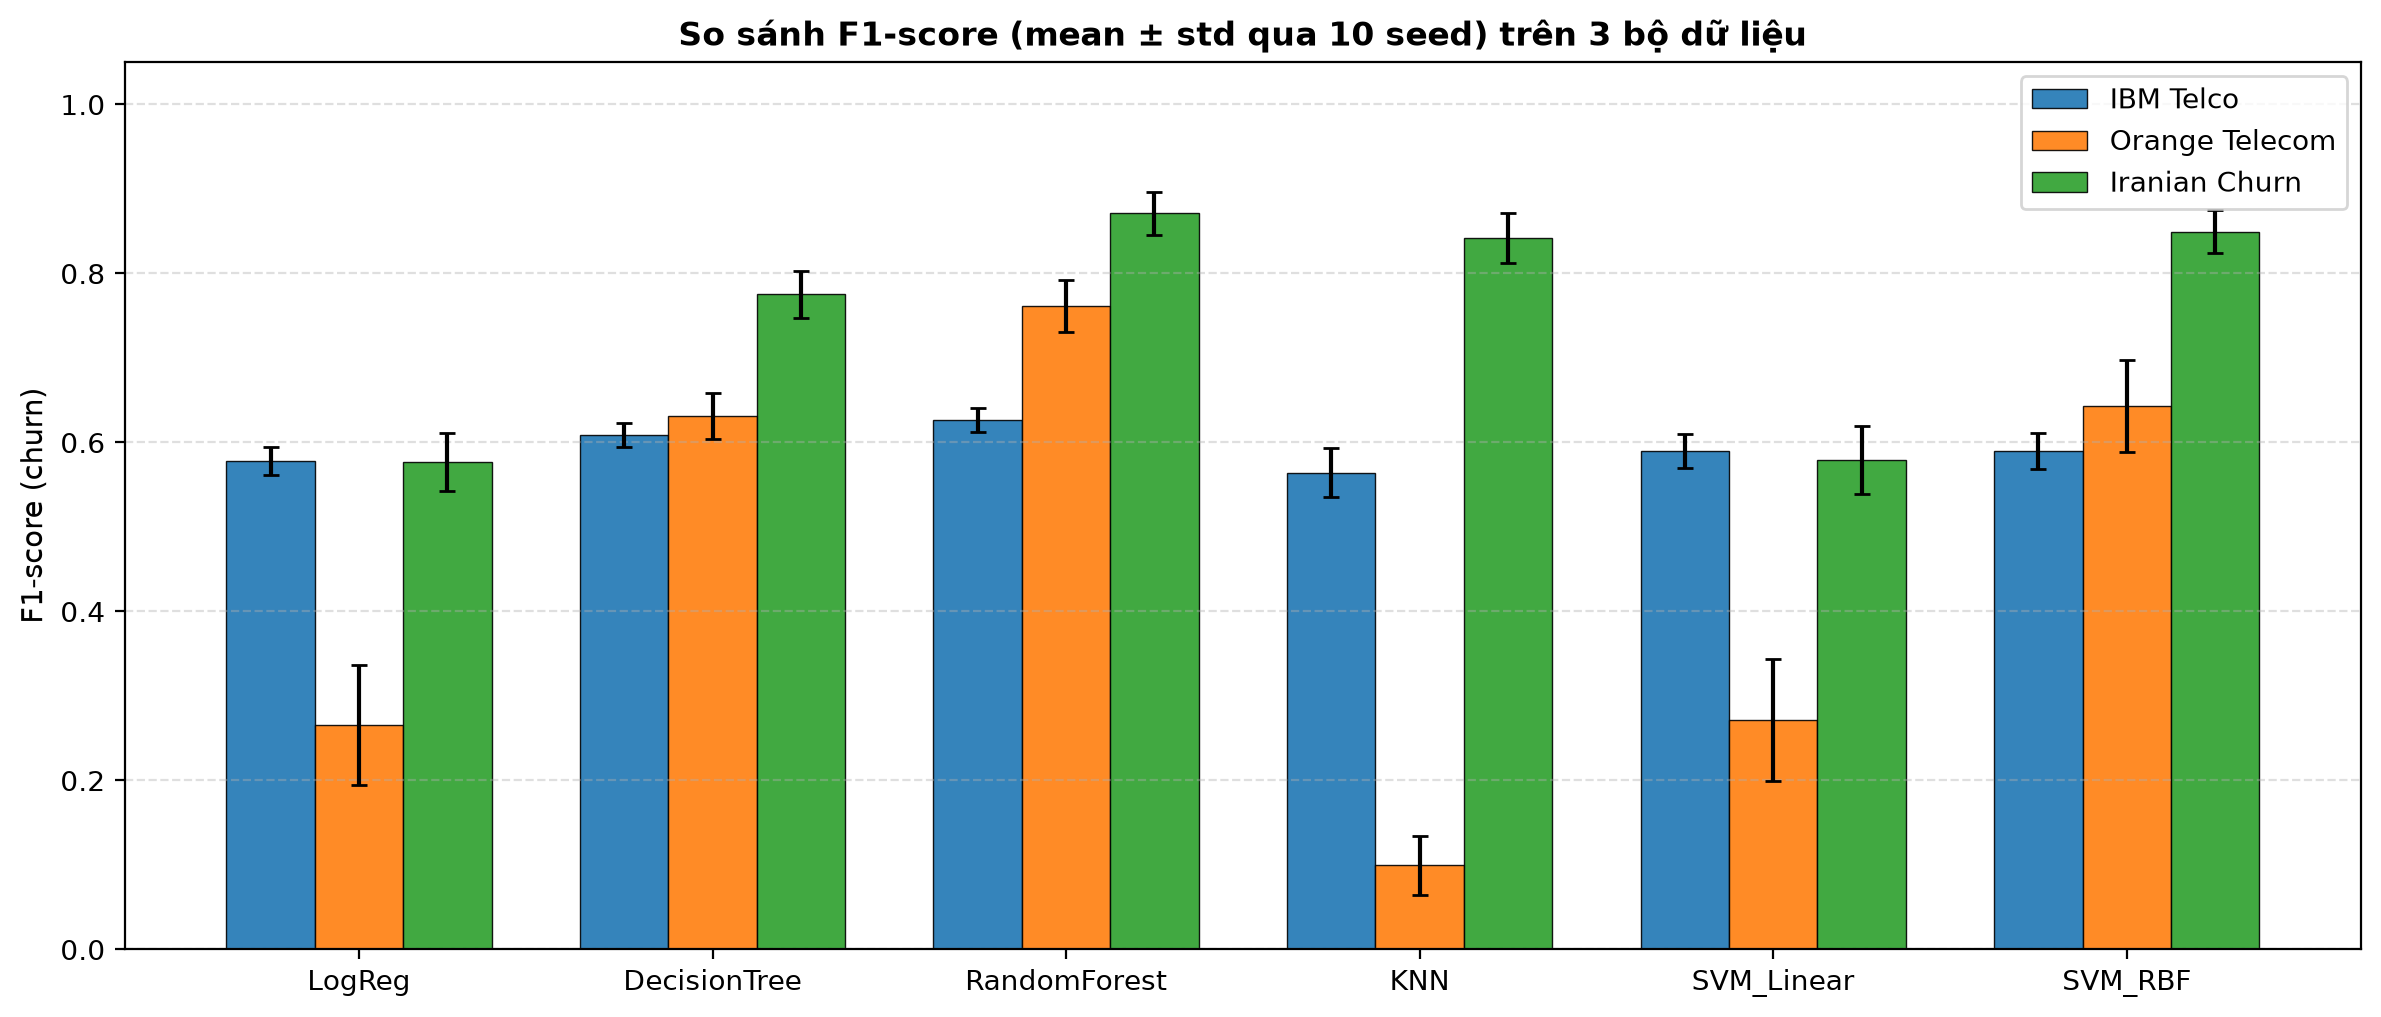 So sánh F1-score (mean ± std qua 10 seed) trên 3 bộ dữ liệu
IBM Telco
Orange Telecom
Iranian Churn
F1-score (churn)
1.0
0.8
0.6
0.4
0.2
0.0
LogReg
DecisionTree
RandomForest
KNN
SVM_Linear
SVM_RBF